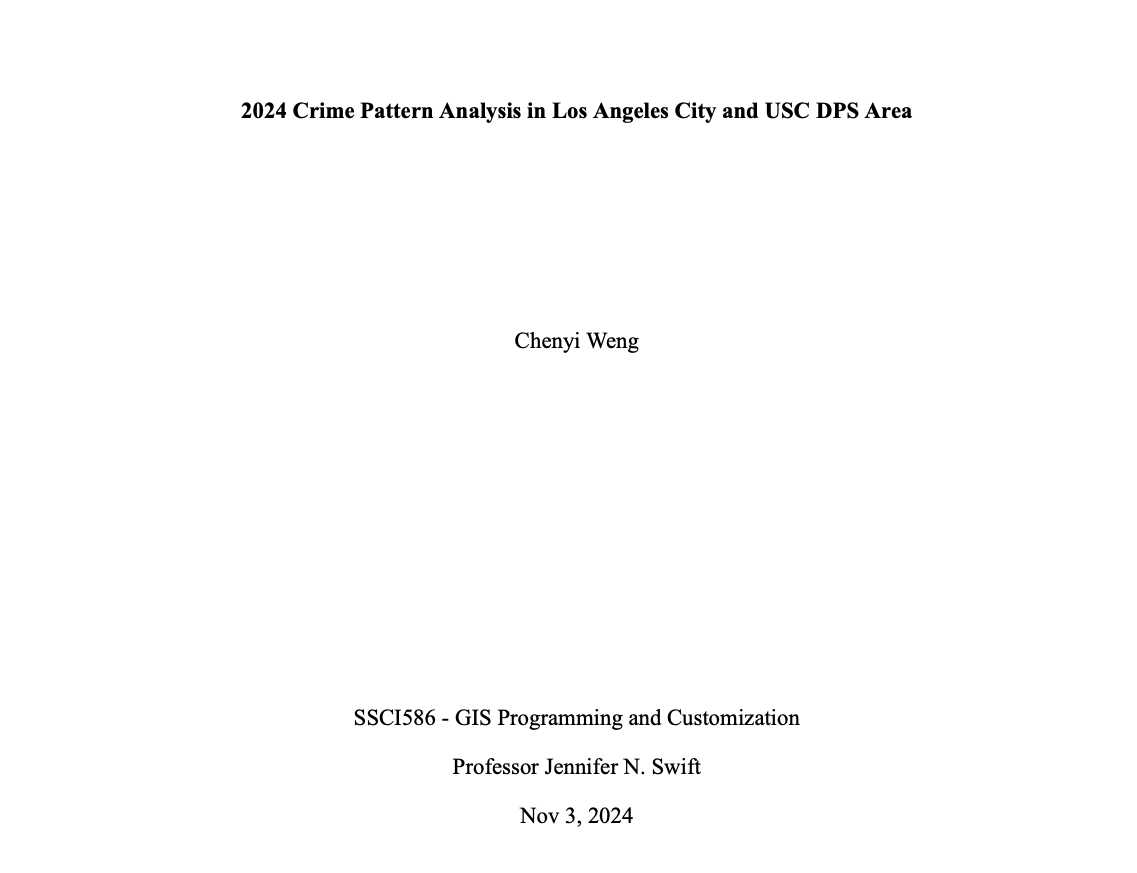 2024 Crime Pattern Analysis in Los Angeles City and USC DPS Area
Chenyi Weng
SSCI586 - GIS Programming and Customization
Professor Jennifer N. Swift
Nov 3, 2024